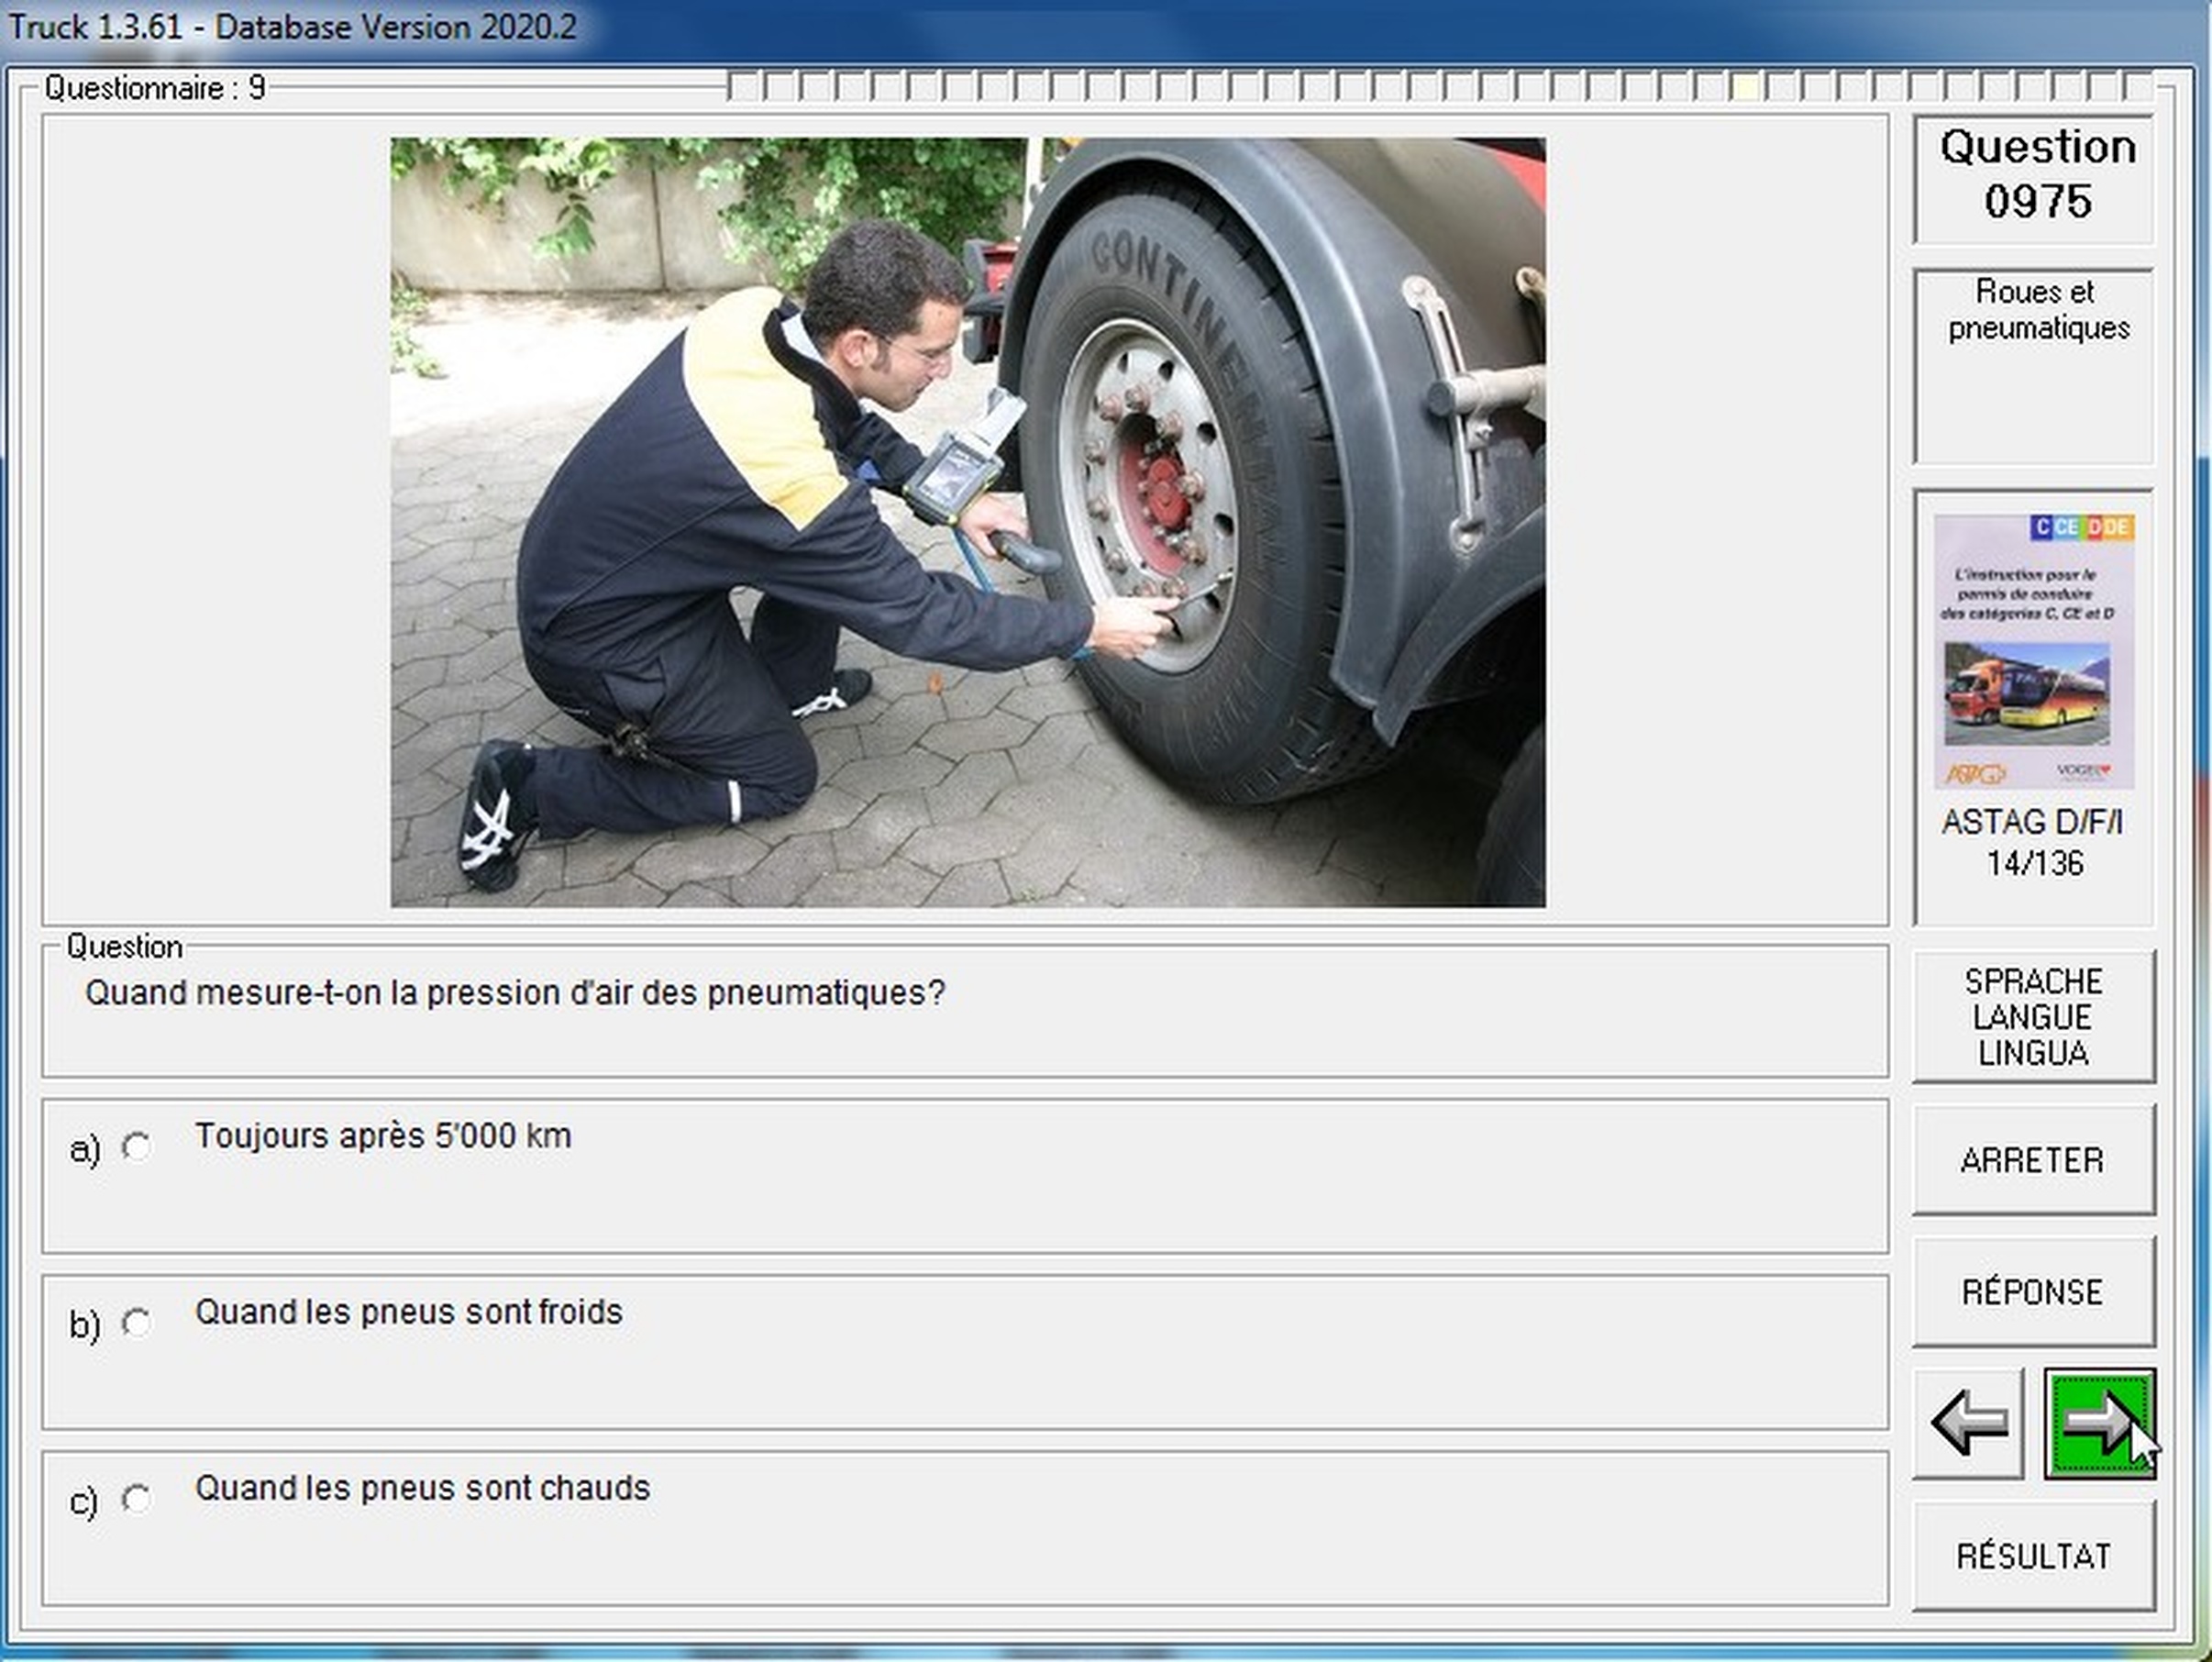 Truck 1.3.61 - Database Version 2020.2
Questionnaire : 9
CONTINENTAL
Question
0975
Roues et
pneumatiques
C CE D DE
L'instruction pour le
permis de conduire
des catégories C, CE et D
ASTAG
VOGEL
ASTAG D/F/I
14/136
Question
Quand mesure-t-on la pression d'air des pneumatiques?
a) Toujours après 5'000 km
b) Quand les pneus sont froids
c) Quand les pneus sont chauds
SPRACHE
LANGUE
LINGUA
ARRETER
RÉPONSE
RÉSULTAT